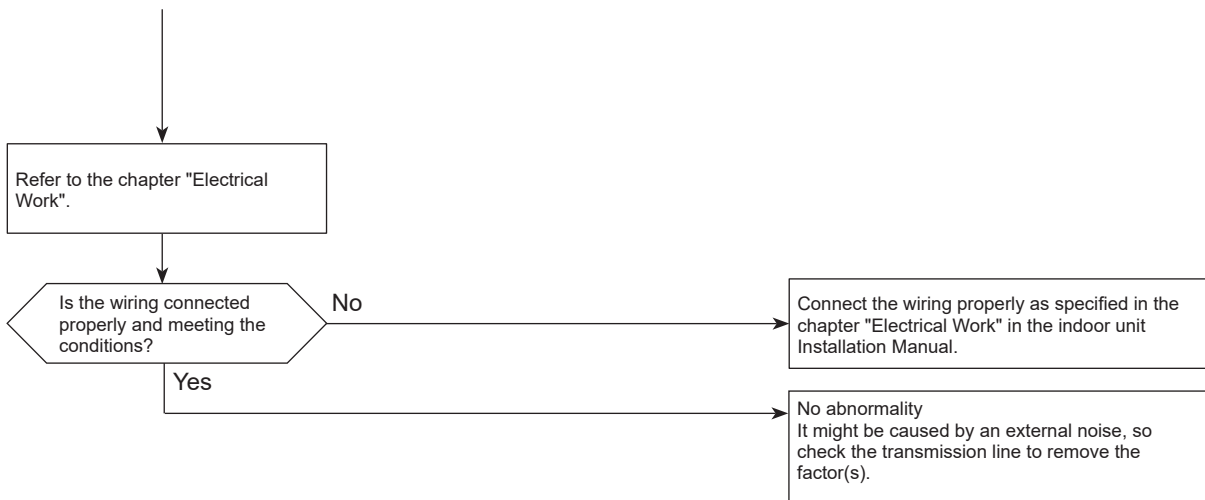 Refer to the chapter "Electrical
Work".
Is the wiring connected
properly and meeting the
conditions?
No
Connect the wiring properly as specified in the
chapter "Electrical Work" in the indoor unit
Installation Manual.
Yes
No abnormality
It might be caused by an external noise, so
check the transmission line to remove the
factor(s).